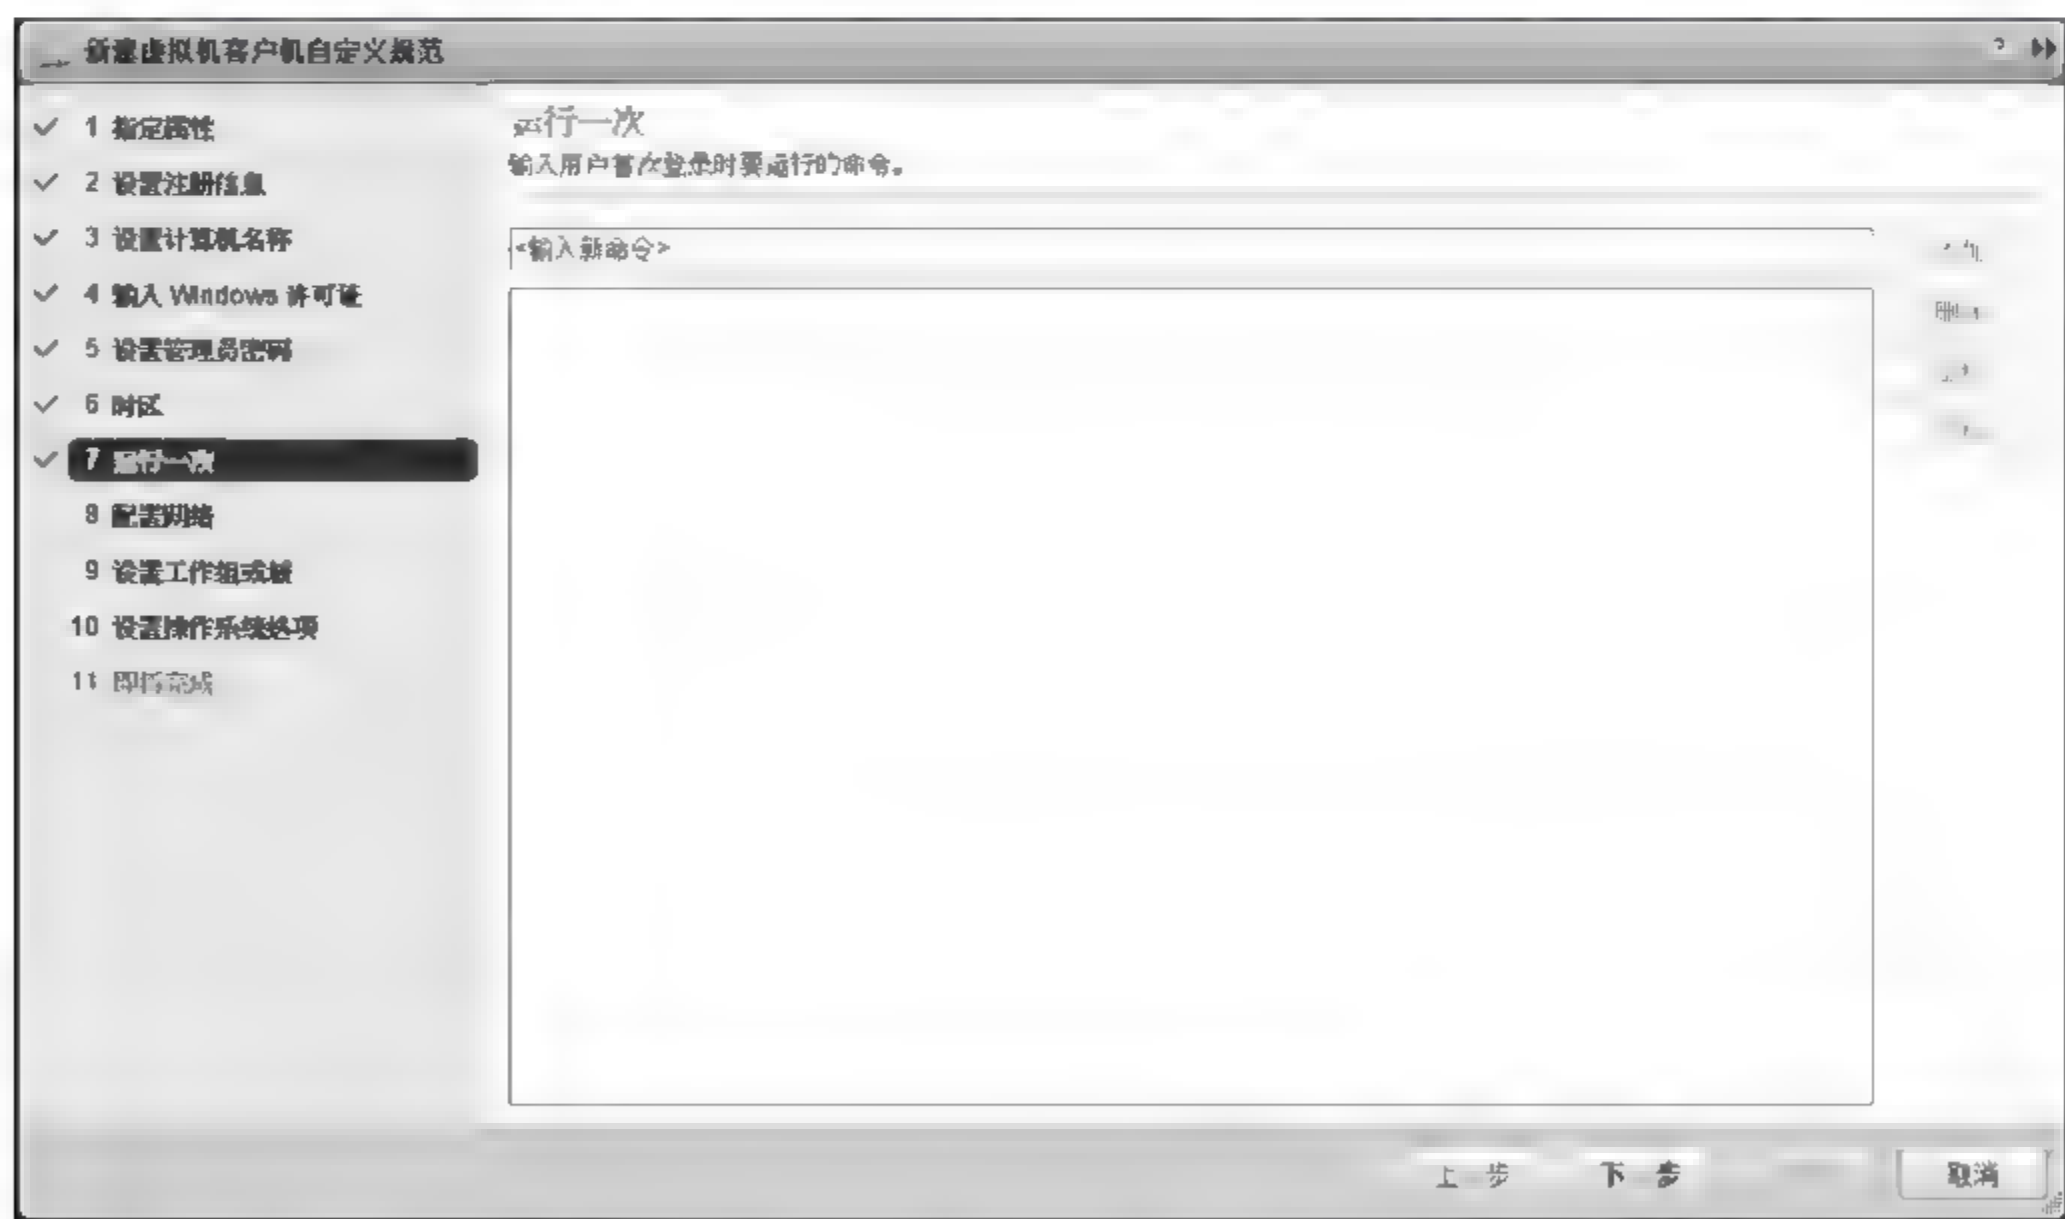 新建虚拟机客户机自定义规范
?
1 指定属性
2 设置注册信息
3 设置计算机名称
4 输入 Windows 许可证
5 设置管理员密码
6 时区
7 运行一次
8 配置网络
9 设置工作组或域
10 设置操作系统选项
11 即将完成
运行一次
输入用户首次登录时要运行的命令。
<输入新命令>
上一步
下一步
取消